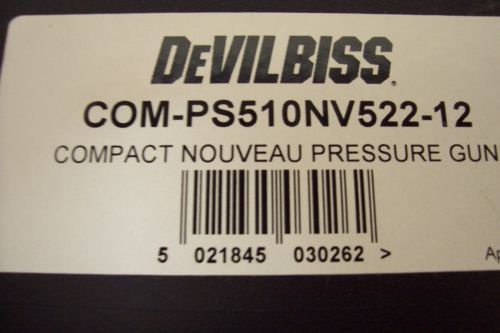 DEVILBISS.
COM-PS510NV522-12
COMPACT NOUVEAU PRESSURE GUN
5 021845 030262 >